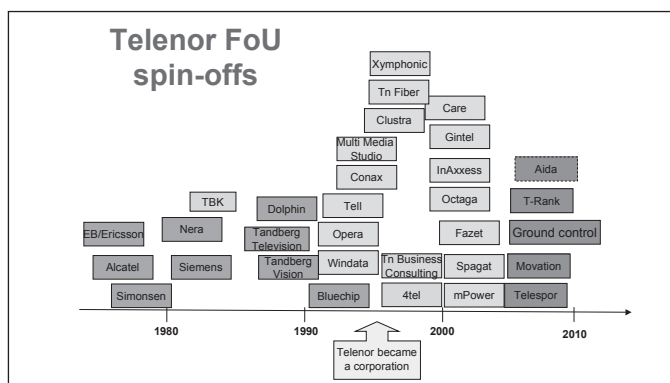 Telenor FoU
spin-offs
Xymphonic
Tn Fiber
Care
Clustra
Gintel
Multi Media
Studio
InAxxess
Aida
Conax
TBK
Dolphin
Tell
Octaga
T-Rank
EB/Ericsson
Nera
Tandberg
Television
Opera
Fazet
Ground control
Alcatel
Siemens
Tandberg
Vision
Windata
Tn Business
Consulting
Spagat
Movation
Simonsen
Bluechip
4tel
mPower
Telespor
1980
1990
2000
2010
Telenor became
a corporation